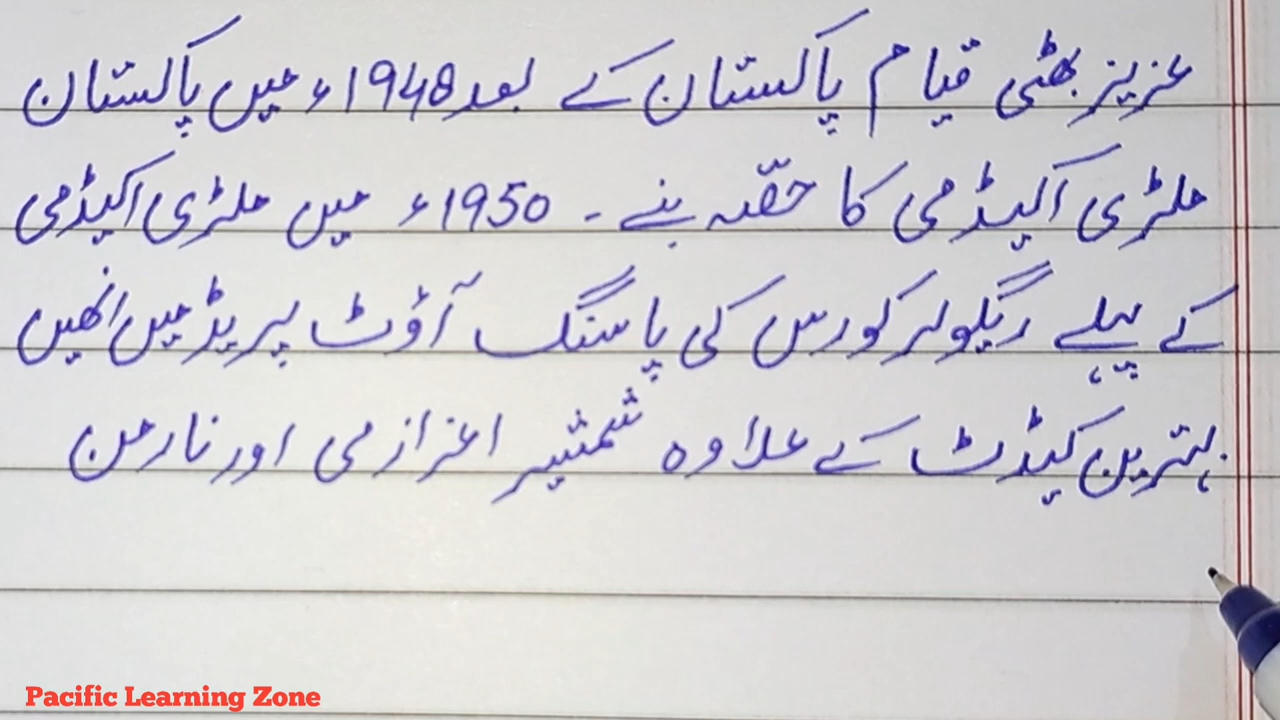 عزیز بھٹی قیام پاکستان کے بعد 1948ء میں پاکستان
ملٹری اکیڈمی کا حصّہ بنے ۔ 1950ء میں ملٹری اکیڈمی
کے پہلے ریگولر کورس کی پاسنگ آؤٹ پریڈ میں انھیں
بہترین کیڈٹ کے علاوہ شمشیر اعزازمی اور نارمن
Pacific Learning Zone